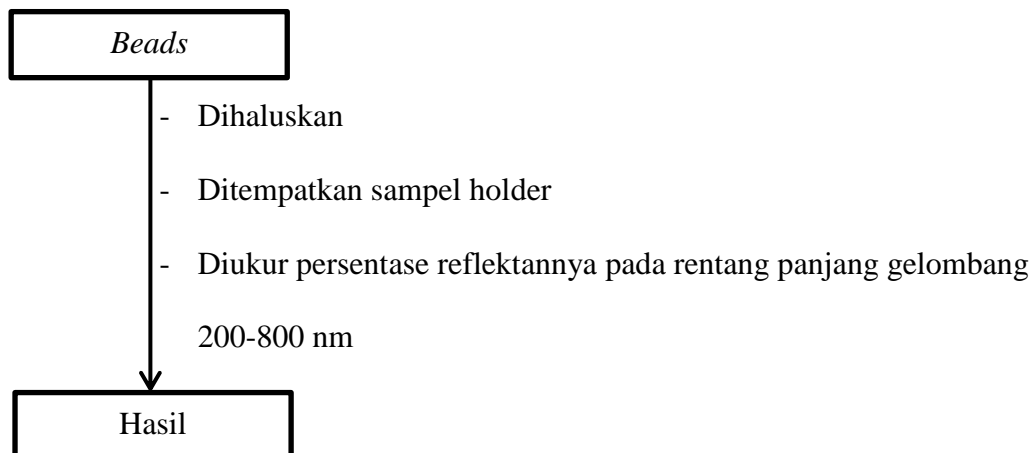 Beads
- Dihaluskan
- Ditempatkan sampel holder
- Diukur persentase reflektannya pada rentang panjang gelombang
200-800 nm
Hasil